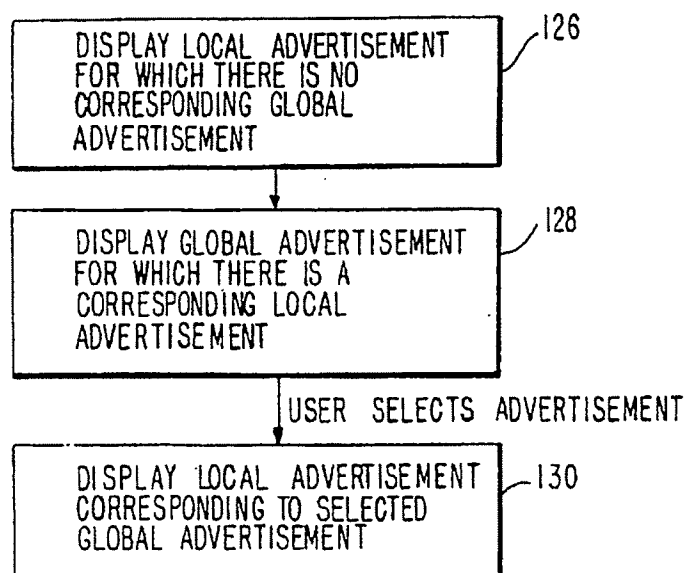 DISPLAY LOCAL ADVERTISEMENT
FOR WHICH THERE IS NO
CORRESPONDING GLOBAL
ADVERTISEMENT
126
DISPLAY GLOBAL ADVERTISEMENT
FOR WHICH THERE IS A
CORRESPONDING LOCAL
ADVERTISEMENT
128
USER SELECTS ADVERTISEMENT
DISPLAY LOCAL ADVERTISEMENT
CORRESPONDING TO SELECTED
GLOBAL ADVERTISEMENT
130